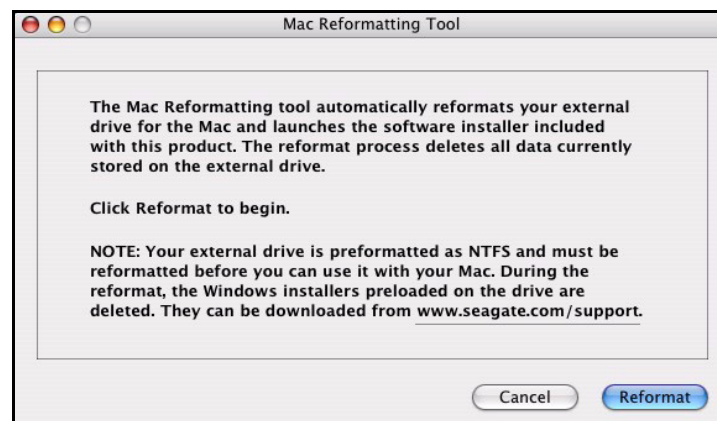 Mac Reformatting Tool
The Mac Reformatting tool automatically reformats your external
drive for the Mac and launches the software installer included
with this product. The reformat process deletes all data currently
stored on the external drive.
Click Reformat to begin.
NOTE: Your external drive is preformatted as NTFS and must be
reformatted before you can use it with your Mac. During the
reformat, the Windows installers preloaded on the drive are
deleted. They can be downloaded from www.seagate.com/support.
Cancel Reformat